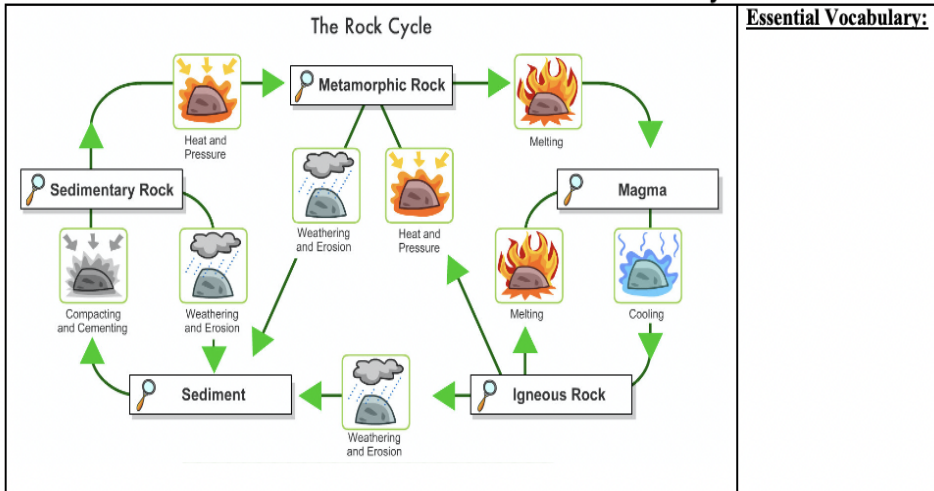 Essential Vocabulary:
The Rock Cycle
Metamorphic Rock
Heat and
Pressure
Melting
Sedimentary Rock
Magma
Weathering
and Erosion
Heat and
Pressure
Compacting
and Cementing
Weathering
and Erosion
Melting
Cooling
Sediment
Igneous Rock
Weathering
and Erosion